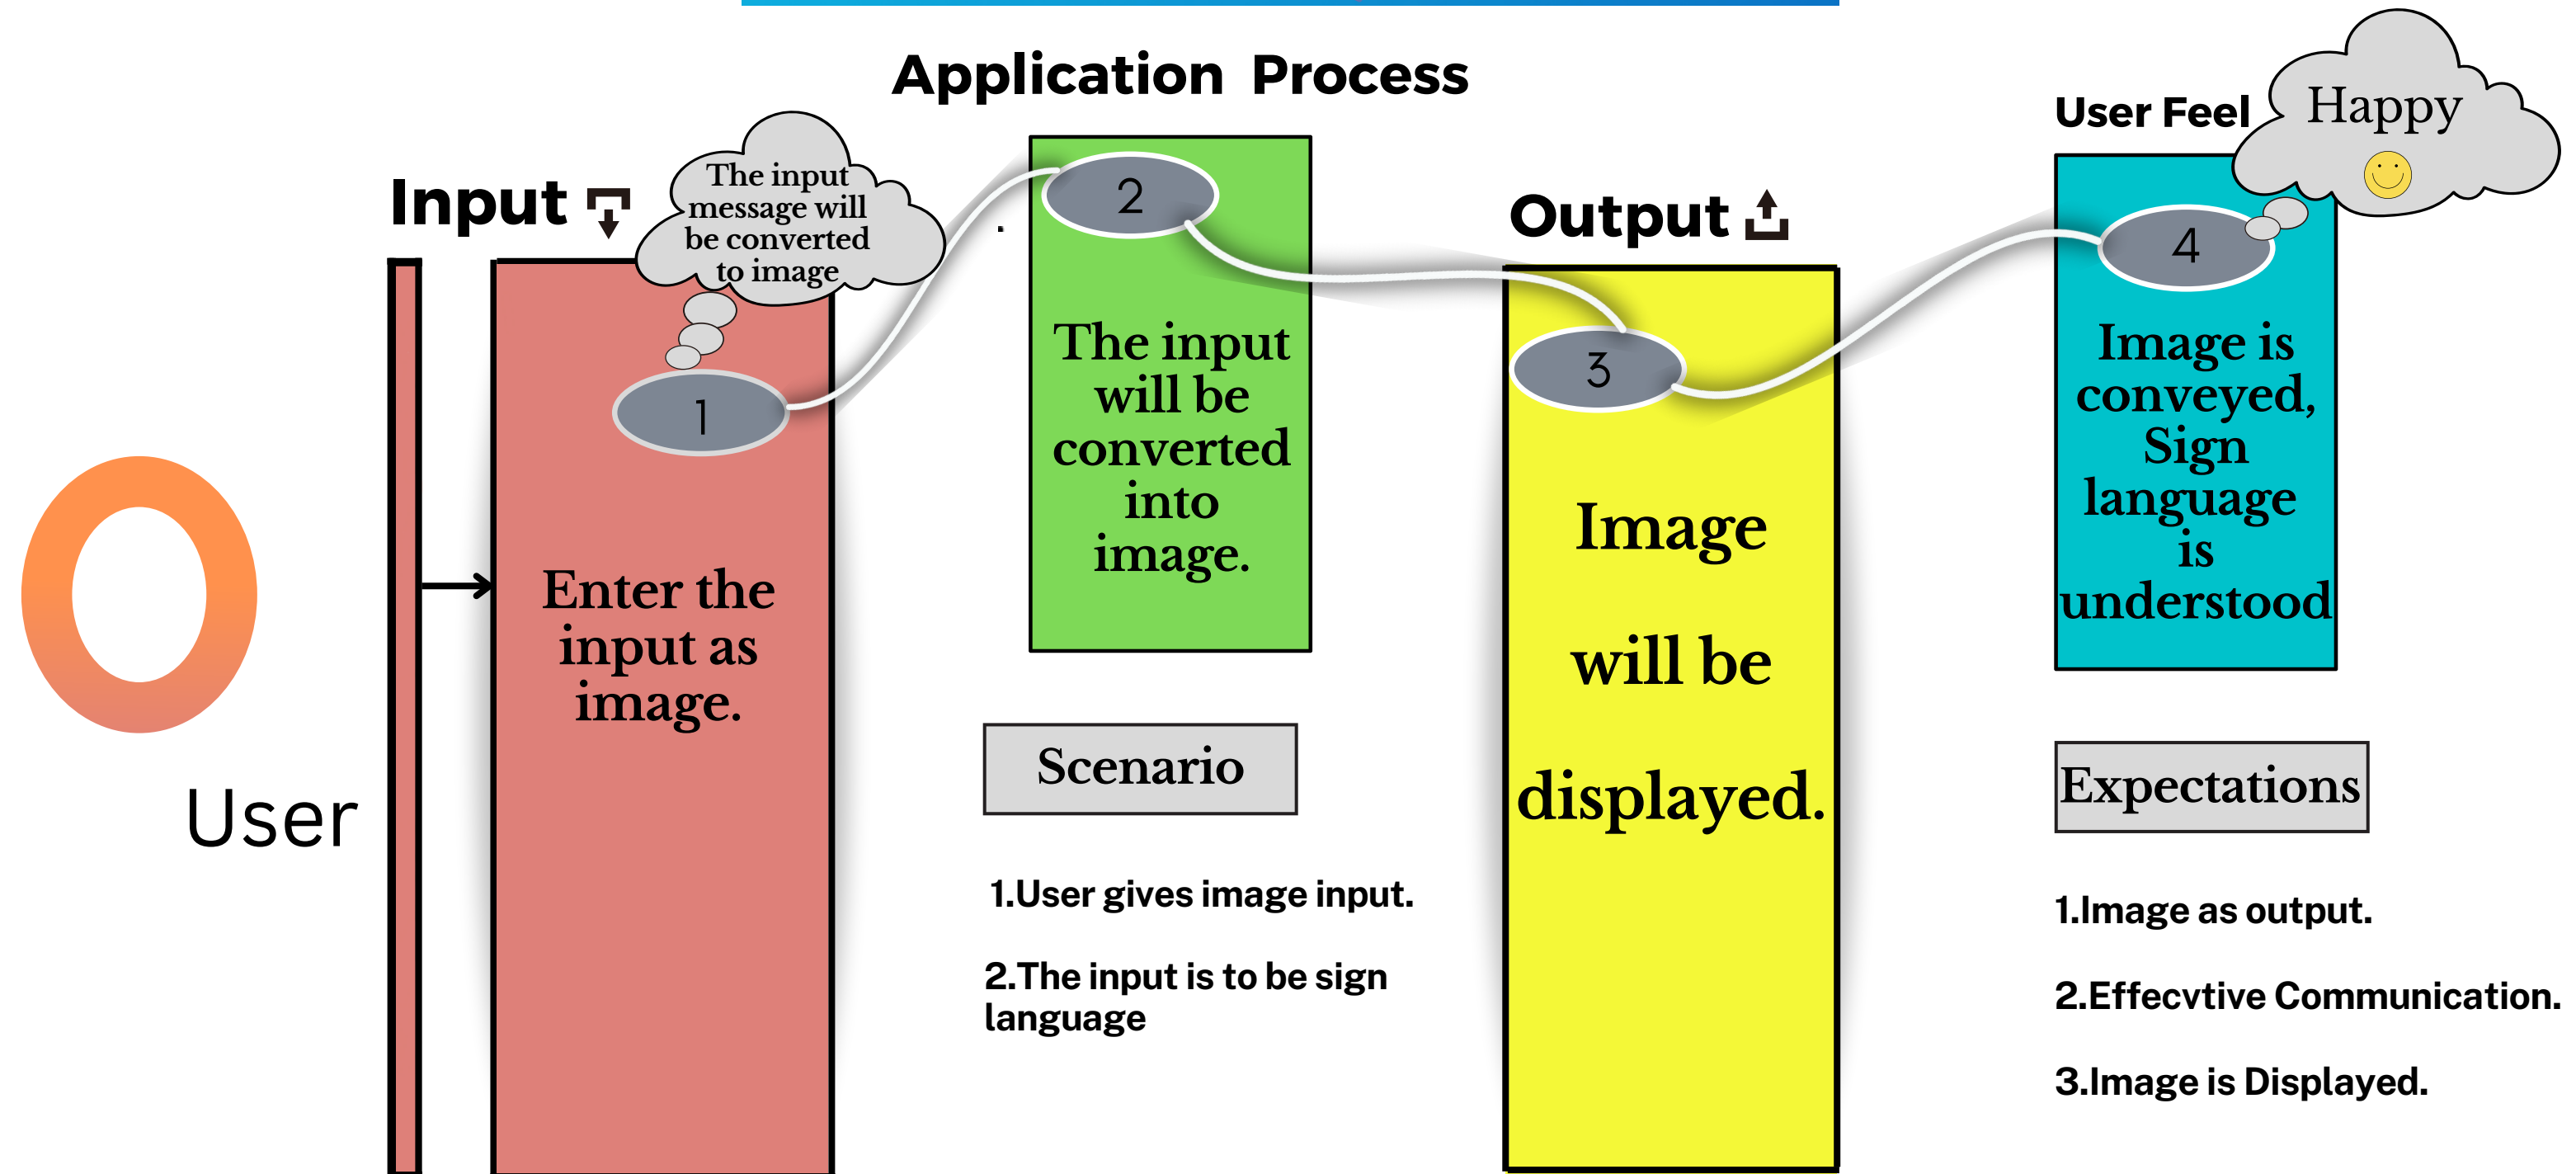 User
Input
The input
message will
be converted
to image
1
Enter the
input as
image.
Application Process
.
2
The input
will be
converted
into
image.
Scenario
1.User gives image input.
2.The input is to be sign
language
Output
3
Image
will be
displayed.
User Feel
Happy
4
Image is
conveyed,
Sign
language
is
understood
Expectations
1.Image as output.
2.Effecvtive Communication.
3.Image is Displayed.